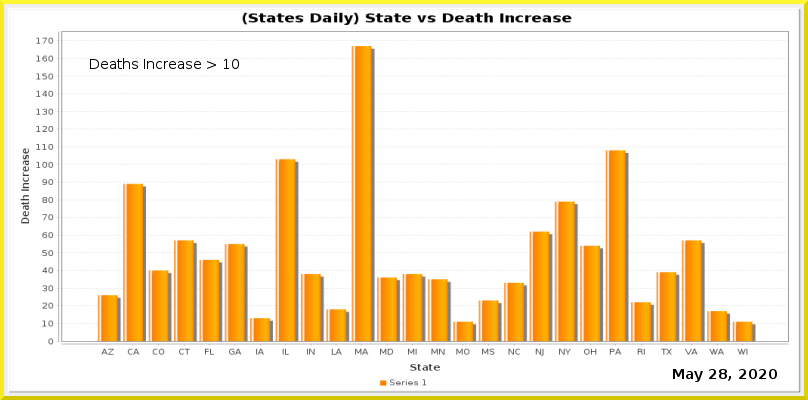 (States Daily) State vs Death Increase
Deaths Increase > 10
Death Increase
170
160
150
140
130
120
110
100
90
80
70
60
50
40
30
20
10
0
AZ CA CO CT FL GA IA IL IN LA MA MD MI MN MO MS NC NJ NY OH PA RI TX VA WA WI
State
Series 1
May 28, 2020